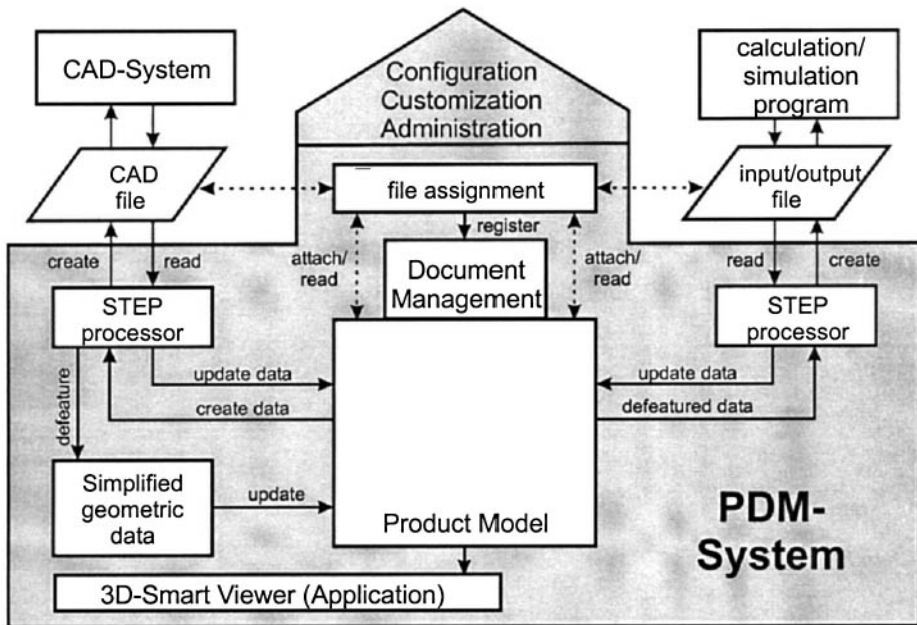 CAD-System
Configuration
Customization
Administration
calculation/
simulation
program
CAD
file
file assignment
input/output
file
register
create
read
attach/
read
Document
Management
attach/
read
read
create
STEP
processor
STEP
processor
update data
update data
create data
defeatured data
defeature
Simplified
geometric
data
update
Product Model
PDM-
System
3D-Smart Viewer (Application)